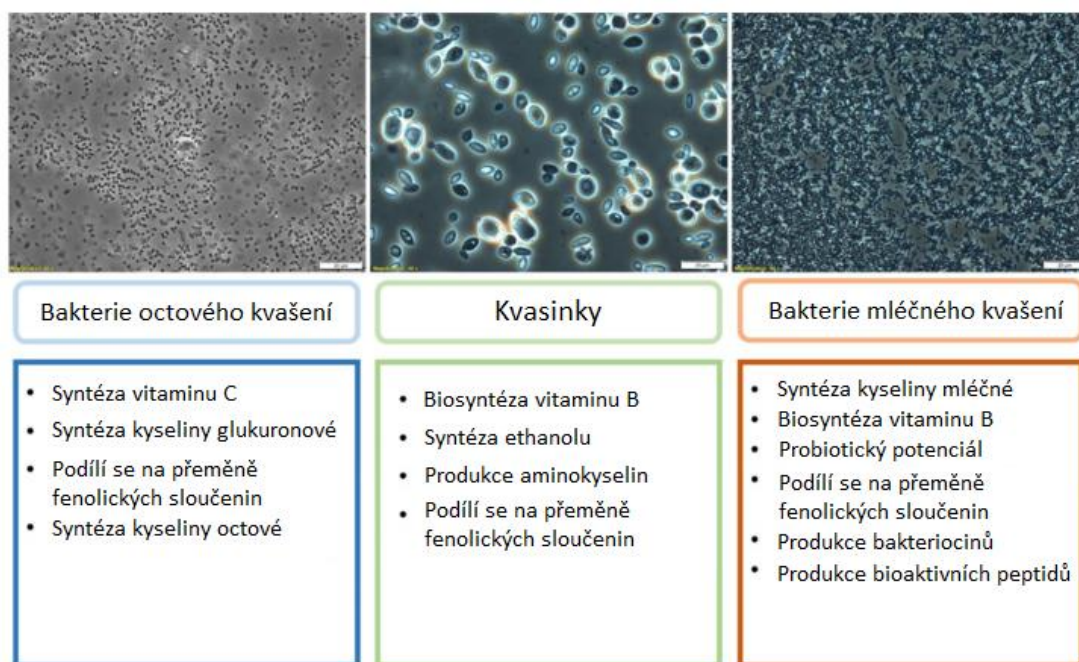 Bakterie octového kvašení
Kvasinky
Bakterie mléčného kvašení
• Syntéza vitaminu C
• Syntéza kyseliny glukuronové
• Podílí se na přeměně
fenolických sloučenin
• Syntéza kyseliny octové
• Biosyntéza vitaminu B
• Syntéza ethanolu
• Produkce aminokyselin
• Podílí se na přeměně
fenolických sloučenin
• Syntéza kyseliny mléčné
• Biosyntéza vitaminu B
• Probiotický potenciál
• Podílí se na přeměně
fenolických sloučenin
• Produkce bakteriocinů
• Produkce bioaktivních peptidů